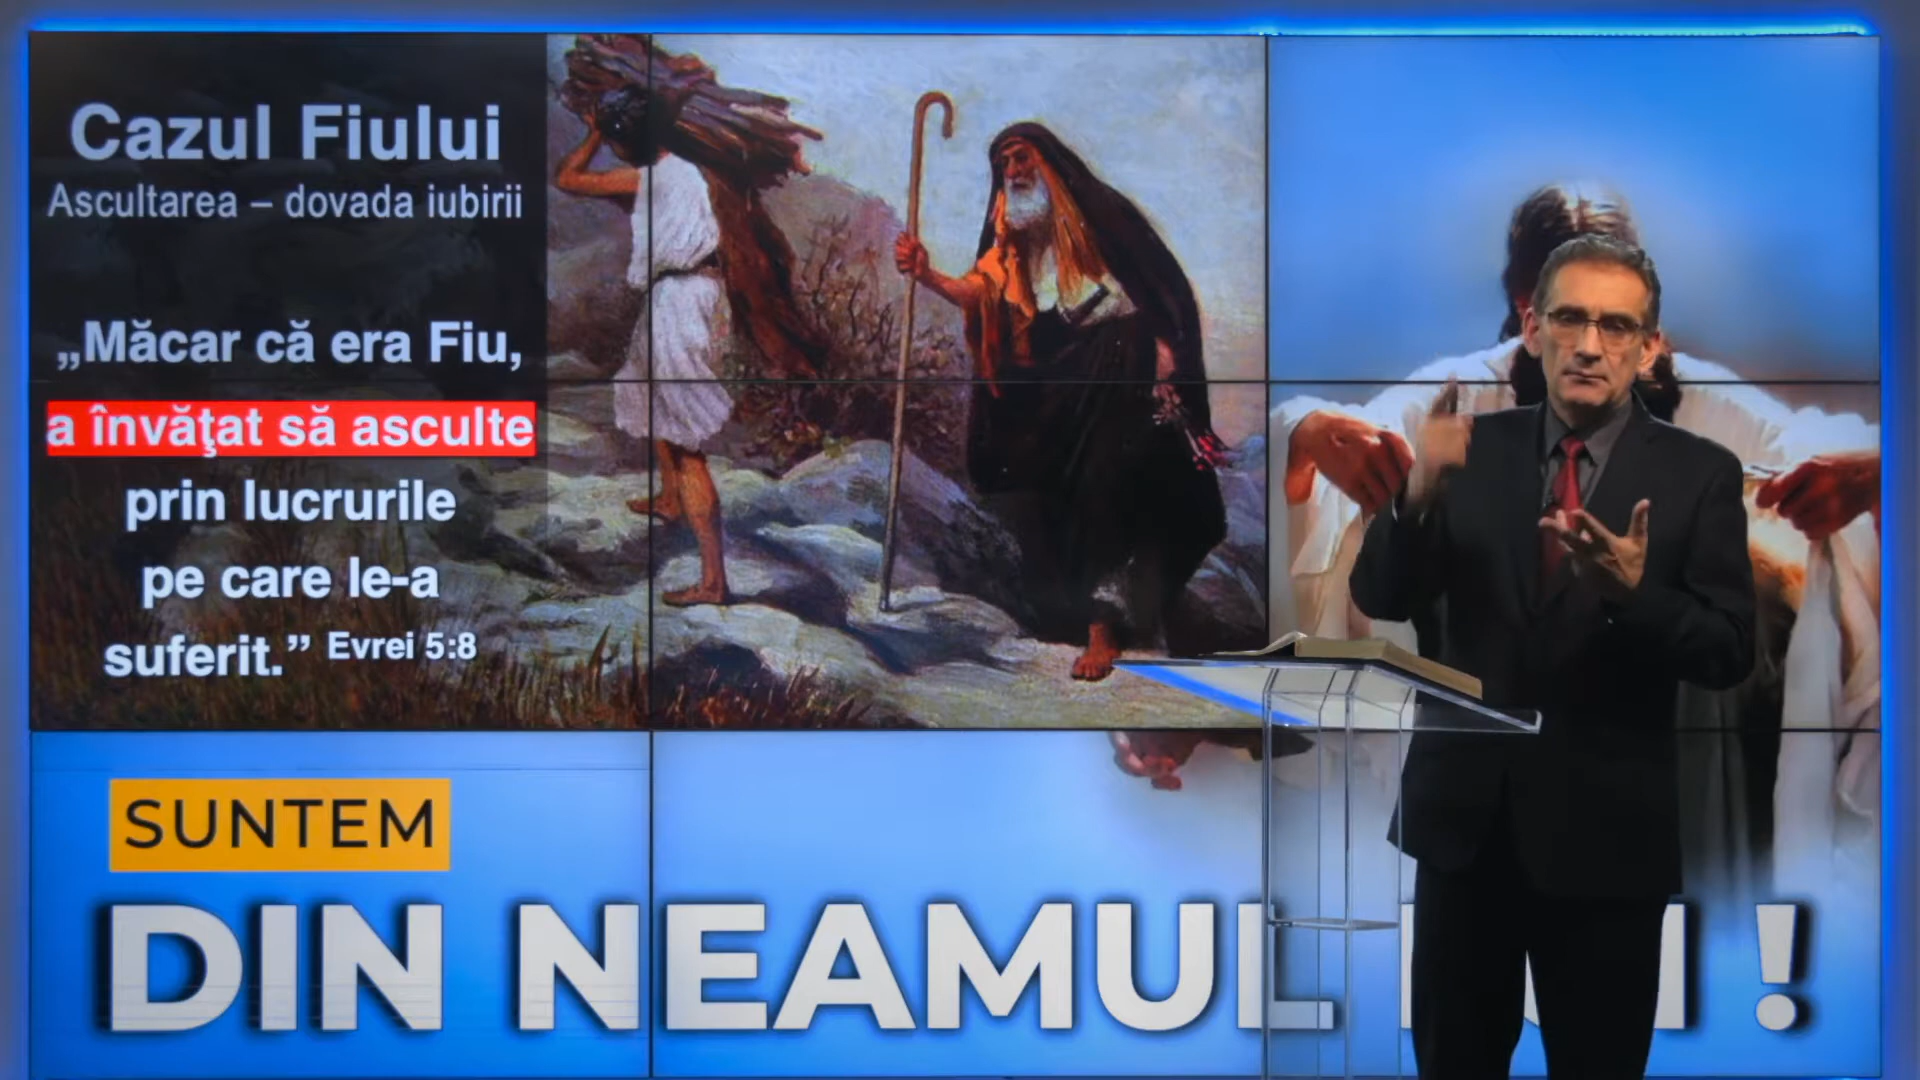 Cazul Fiului
Ascultarea – dovada iubirii
„Măcar că era Fiu,
a învăţat să asculte
prin lucrurile
pe care le-a
suferit.” Evrei 5:8
SUNTEM
DIN NEAMUL !